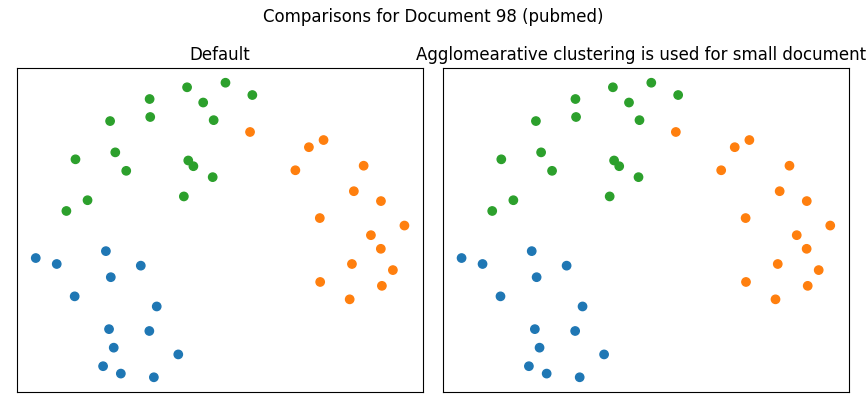 Comparisons for Document 98 (pubmed)
Default
Agglomearative clustering is used for small document